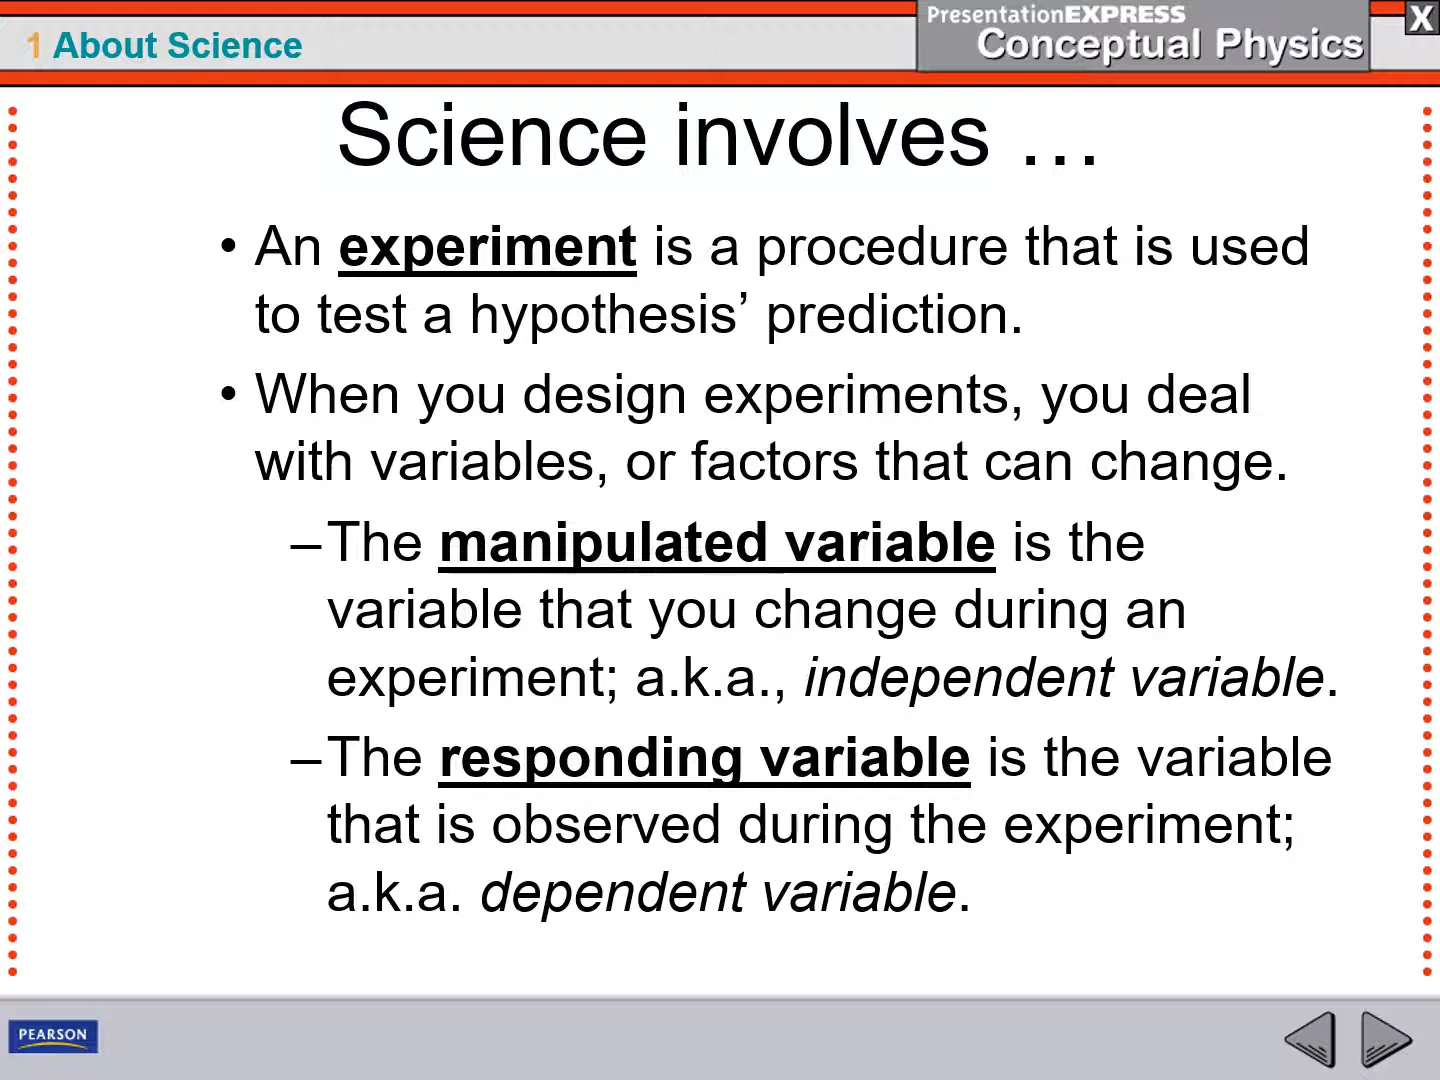 1 About Science
PresentationEXPRESS
Conceptual Physics
X
Science involves …
• An experiment is a procedure that is used
to test a hypothesis’ prediction.
• When you design experiments, you deal
with variables, or factors that can change.
–The manipulated variable is the
variable that you change during an
experiment; a.k.a., independent variable.
–The responding variable is the variable
that is observed during the experiment;
a.k.a. dependent variable.
PEARSON